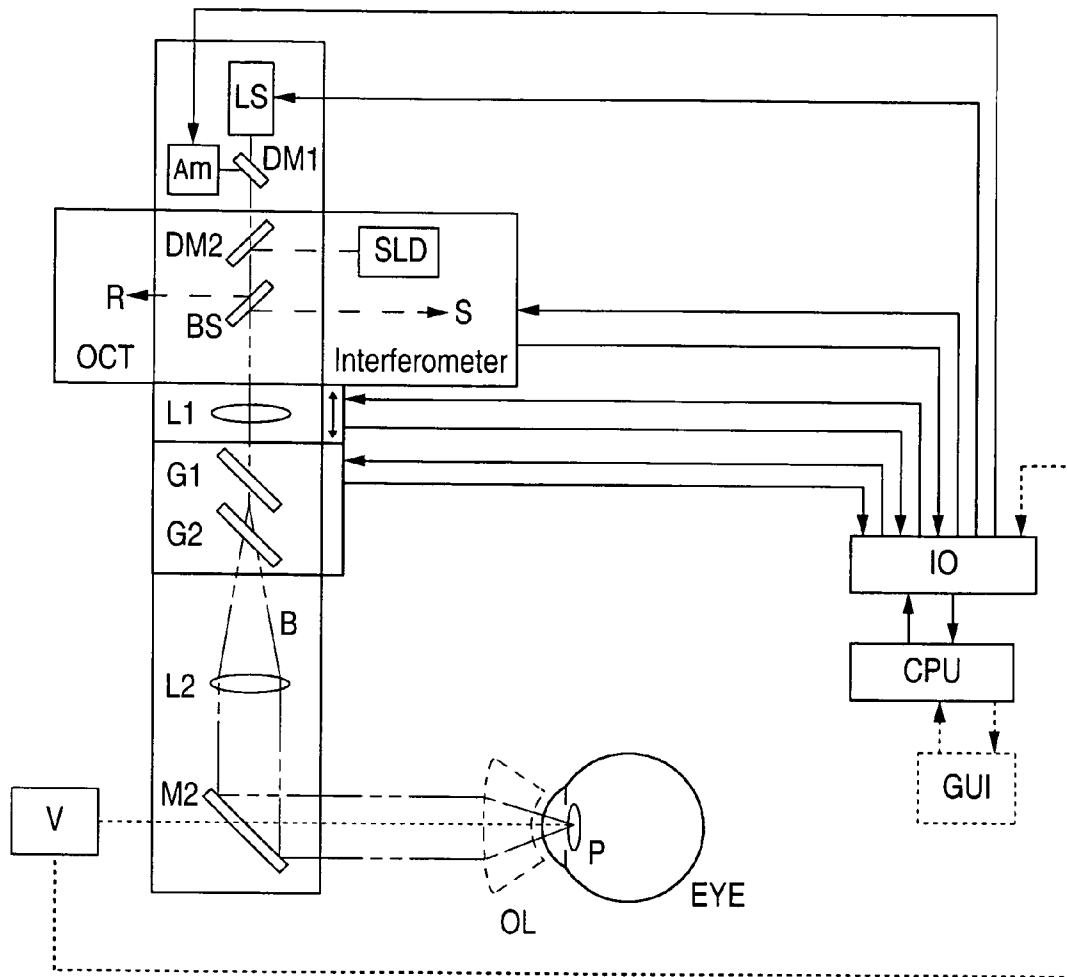 LS
Am
DM1
DM2
SLD
R
BS
S
OCT
Interferometer
L1
G1
G2
IO
B
L2
CPU
M2
GUI
V
P
EYE
OL